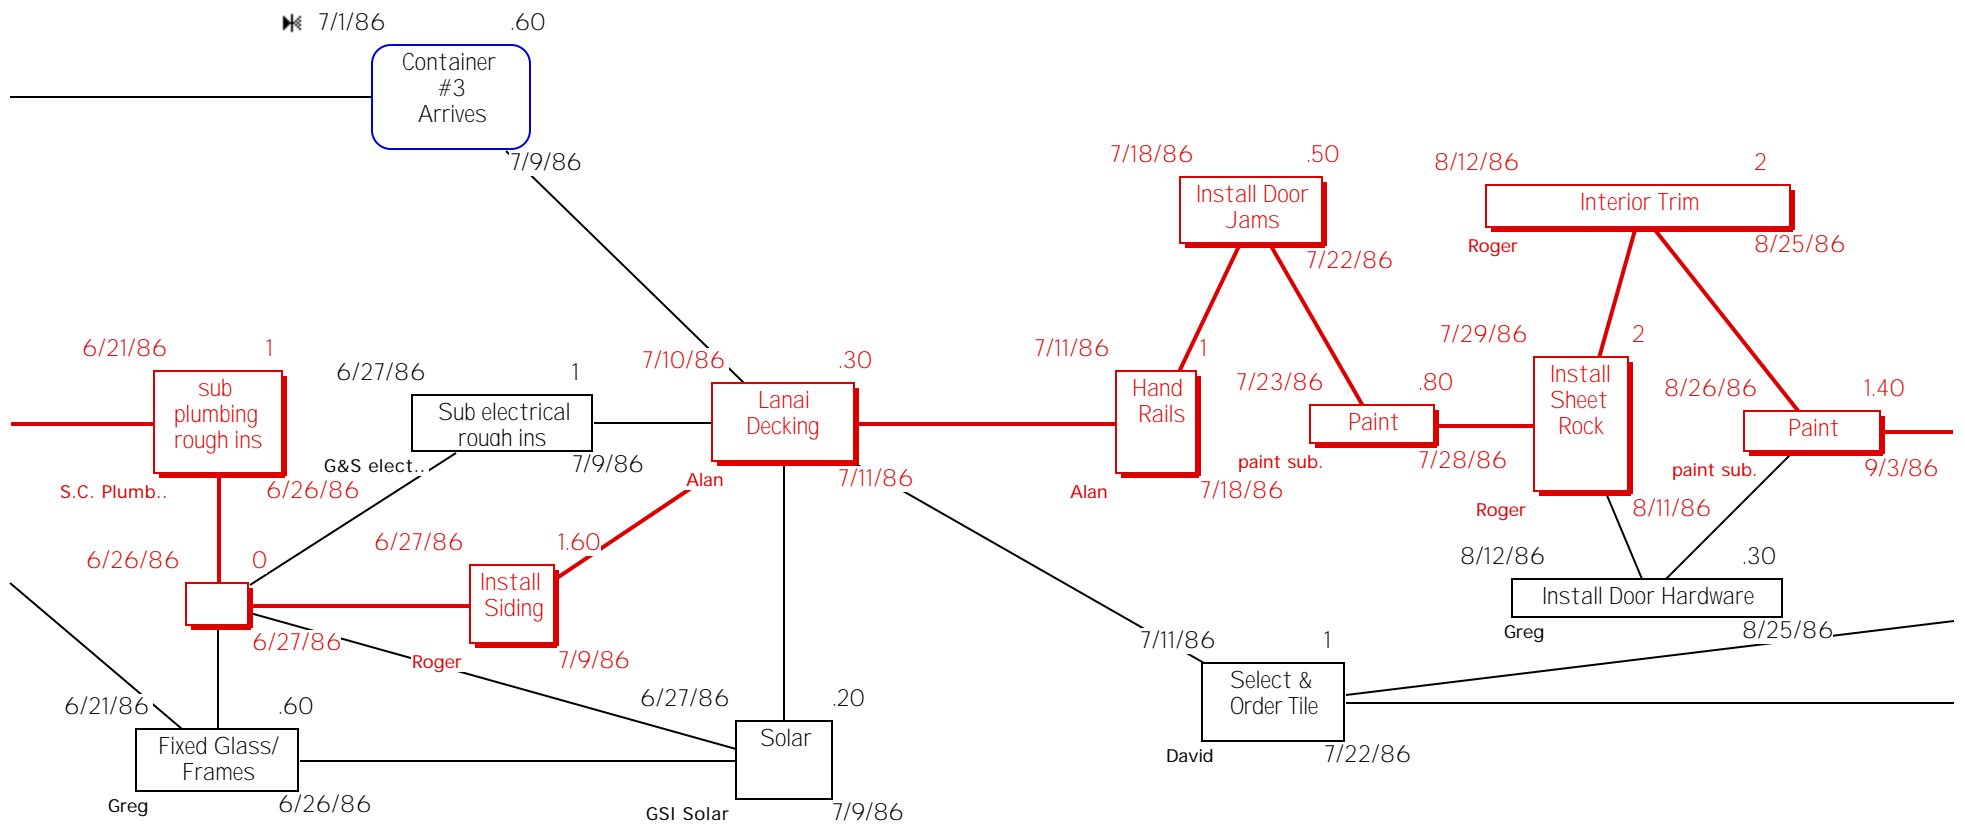 7/1/86 .60
Container
#3
Arrives
7/9/86
7/18/86 .50
Install Door
Jams
7/22/86
8/12/86 2
Interior Trim
Roger
8/25/86
6/21/86 1
sub
plumbing
rough ins
S.C. Plumb..
6/26/86
6/27/86 1
Sub electrical
rough ins
G&S elect..
7/9/86
7/10/86 .30
Lanai
Decking
Alan
7/11/86
7/11/86 1
Hand
Rails
Alan
7/18/86
7/23/86 .80
Paint
paint sub.
7/28/86
7/29/86 2
Install
Sheet
Rock
Roger
8/11/86
8/26/86 1.40
Paint
paint sub.
9/3/86
6/26/86 0
6/27/86
6/27/86 1.60
Install
Siding
Roger
7/9/86
8/12/86 .30
Install Door Hardware
Greg
8/25/86
6/21/86 .60
Fixed Glass/
Frames
Greg
6/26/86
6/27/86 .20
Solar
GSI Solar
7/9/86
7/11/86 1
Select &
Order Tile
David
7/22/86